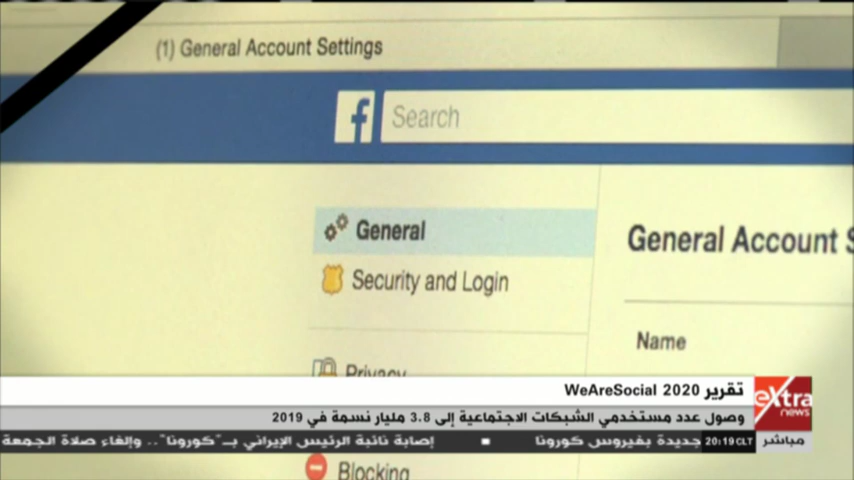 (1) General Account Settings
f Search
General
Security and Login
General Account S
Name
Privacy
تقرير WeAreSocial 2020
وصول عدد مستخدمي الشبكات الاجتماعية إلى 3.8 مليار نسمة في 2019
eXtra news
مباشر
20:19 CLT
جديدة بفيروس كورونا ■ إصابة نائبة الرئيس الإيراني بـ"كورونا".. وإلغاء صلاة الجمعة
Blocking